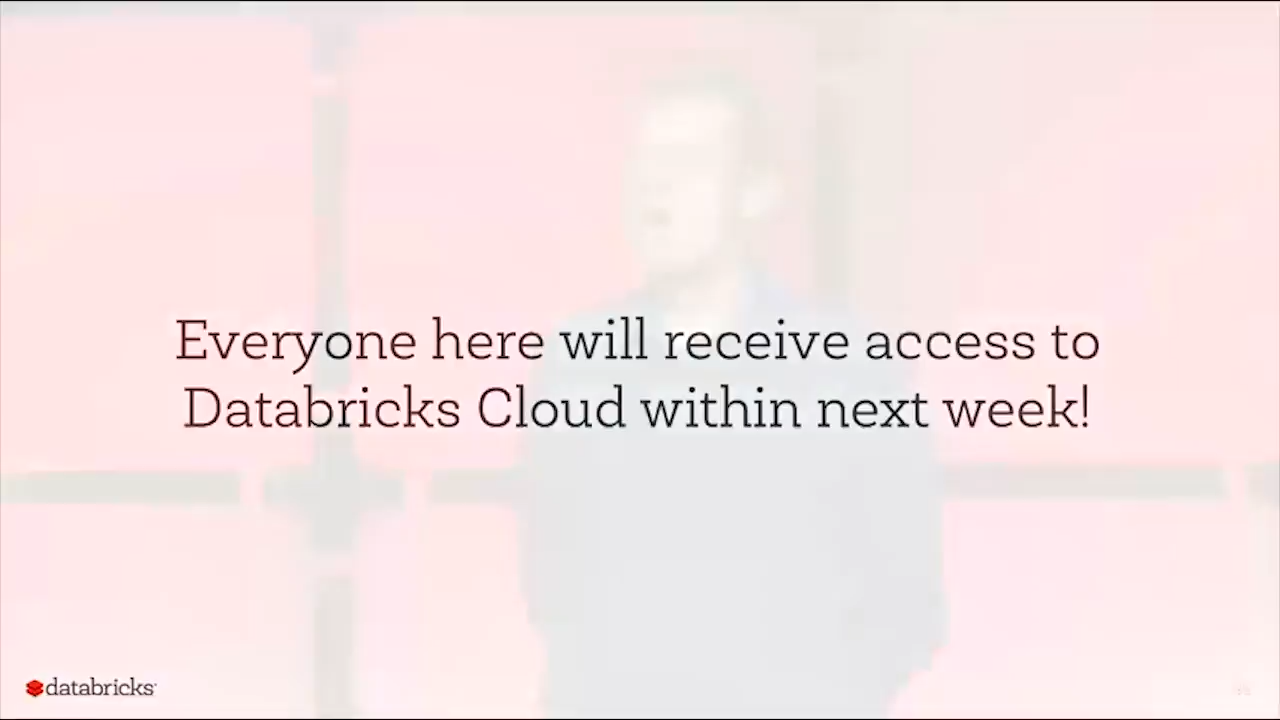 Everyone here will receive access to
Databricks Cloud within next week!
databricks